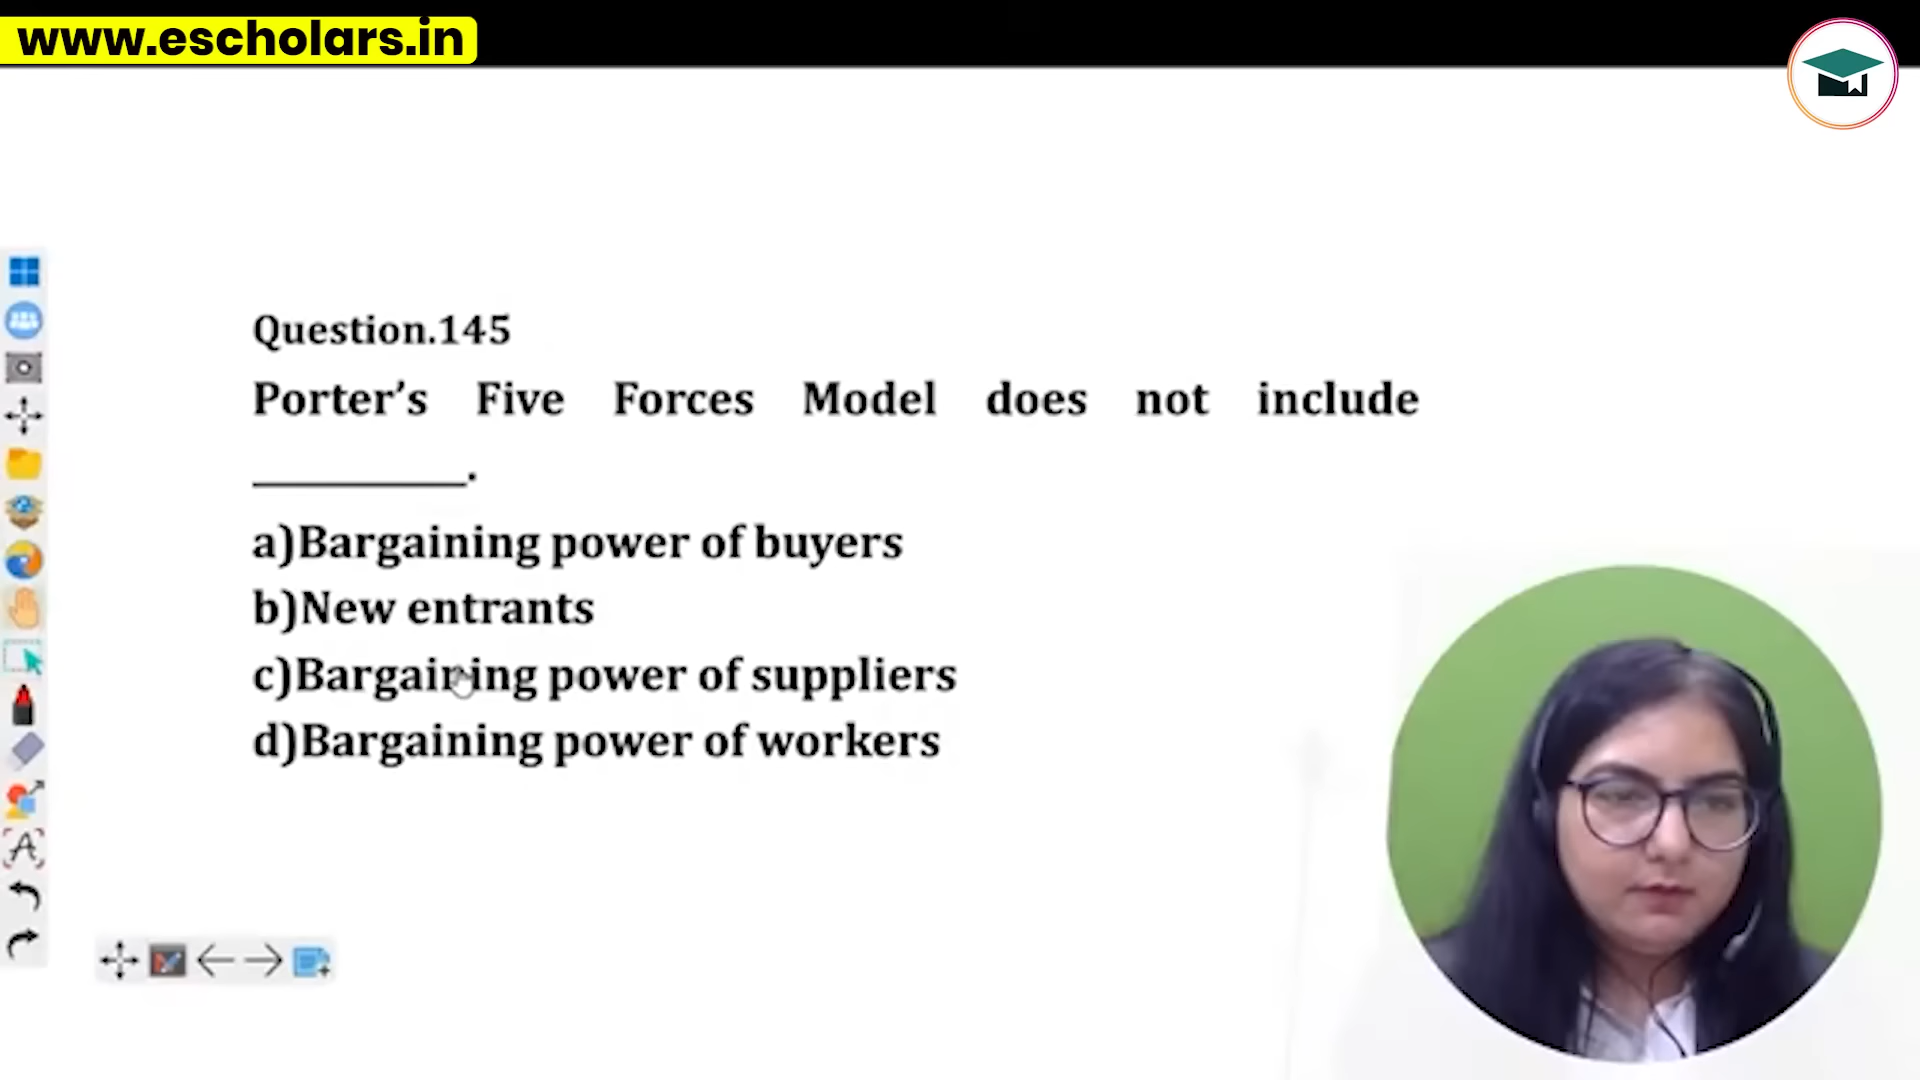 www.escholars.in
Question.145
Porter’s Five Forces Model does not include
__________.
a)Bargaining power of buyers
b)New entrants
c)Bargaining power of suppliers
d)Bargaining power of workers